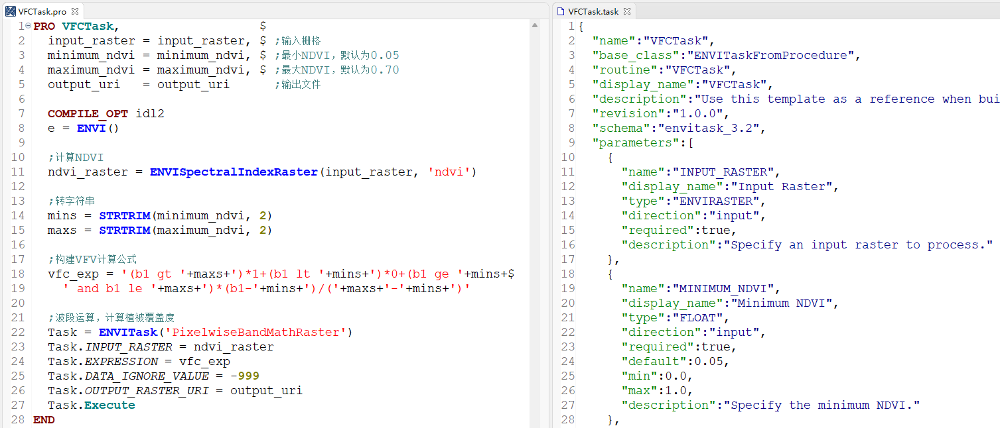 VFCTask.pro
1 PRO VFCTask, $
2 input_raster = input_raster, $ ;输入栅格
3 minimum_ndvi = minimum_ndvi, $ ;最小NDVI，默认为0.05
4 maximum_ndvi = maximum_ndvi, $ ;最大NDVI，默认为0.70
5 output_uri = output_uri ;输出文件
6
7 COMPILE_OPT idl2
8 e = ENVI()
9
10 ;计算NDVI
11 ndvi_raster = ENVISpectralIndexRaster(input_raster, 'ndvi')
12
13 ;转字符串
14 mins = STRTRIM(minimum_ndvi, 2)
15 maxs = STRTRIM(maximum_ndvi, 2)
16
17 ;构建VFV计算公式
18 vfc_exp = '(b1 gt '+maxs+')*1+(b1 lt '+mins+')*0+(b1 ge '+mins+$
19 ' and b1 le '+maxs+')*(b1-'+mins+')/('+maxs+'-'+mins+')'
20
21 ;波段运算，计算植被覆盖度
22 Task = ENVITask('PixelwiseBandMathRaster')
23 Task.INPUT_RASTER = ndvi_raster
24 Task.EXPRESSION = vfc_exp
25 Task.DATA_IGNORE_VALUE = -999
26 Task.OUTPUT_RASTER_URI = output_uri
27 Task.Execute
28 END
VFCTask.task
1 {
2 "name":"VFCTask",
3 "base_class":"ENVITaskFromProcedure",
4 "routine":"VFCTask",
5 "display_name":"VFCTask",
6 "description":"Use this template as a reference when bui
7 "revision":"1.0.0",
8 "schema":"envitask_3.2",
9 "parameters":[
10 {
11 "name":"INPUT_RASTER",
12 "display_name":"Input Raster",
13 "type":"ENVIRASTER",
14 "direction":"input",
15 "required":true,
16 "description":"Specify an input raster to process."
17 },
18 {
19 "name":"MINIMUM_NDVI",
20 "display_name":"Minimum NDVI",
21 "type":"FLOAT",
22 "direction":"input",
23 "required":true,
24 "default":0.05,
25 "min":0.0,
26 "max":1.0,
27 "description":"Specify the minimum NDVI."
28 },